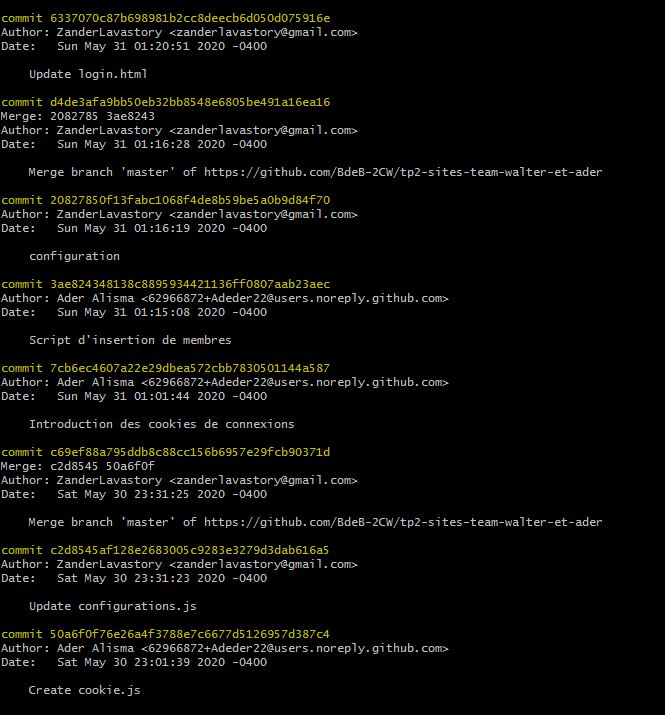 commit 6337070c87b698981b2cc8deecb6d050d075916e
Author: ZanderLavastory <zanderlavastory@gmail.com>
Date:   Sun May 31 01:20:51 2020 -0400
Update login.html
commit d4de3afa9bb50eb32bb8548e6805be491a16ea16
Merge: 2082785 3ae8243
Author: ZanderLavastory <zanderlavastory@gmail.com>
Date:   Sun May 31 01:16:28 2020 -0400
Merge branch 'master' of https://github.com/BdeB-2CW/tp2-sites-team-walter-et-ader
commit 20827850f13fabc1068f4de8b59be5a0b9d84f70
Author: ZanderLavastory <zanderlavastory@gmail.com>
Date:   Sun May 31 01:16:19 2020 -0400
configuration
commit 3ae824348138c8895934421136ff0807aab23aec
Author: Ader Alisma <62966872+Adeder22@users.noreply.github.com>
Date:   Sun May 31 01:15:08 2020 -0400
Script d'insertion de membres
commit 7cb6ec4607a22e29dbea572cbb7830501144a587
Author: Ader Alisma <62966872+Adeder22@users.noreply.github.com>
Date:   Sun May 31 01:01:44 2020 -0400
Introduction des cookies de connexions
commit c69ef88a795ddb8c88cc156b6957e29fcb90371d
Merge: c2d8545 50a6f0f
Author: ZanderLavastory <zanderlavastory@gmail.com>
Date:   Sat May 30 23:31:25 2020 -0400
Merge branch 'master' of https://github.com/BdeB-2CW/tp2-sites-team-walter-et-ader
commit c2d8545af128e2683005c9283e3279d3dab616a5
Author: ZanderLavastory <zanderlavastory@gmail.com>
Date:   Sat May 30 23:31:23 2020 -0400
Update configurations.js
commit 50a6f0f76e26a4f3788e7c6677d5126957d387c4
Author: Ader Alisma <62966872+Adeder22@users.noreply.github.com>
Date:   Sat May 30 23:01:39 2020 -0400
Create cookie.js